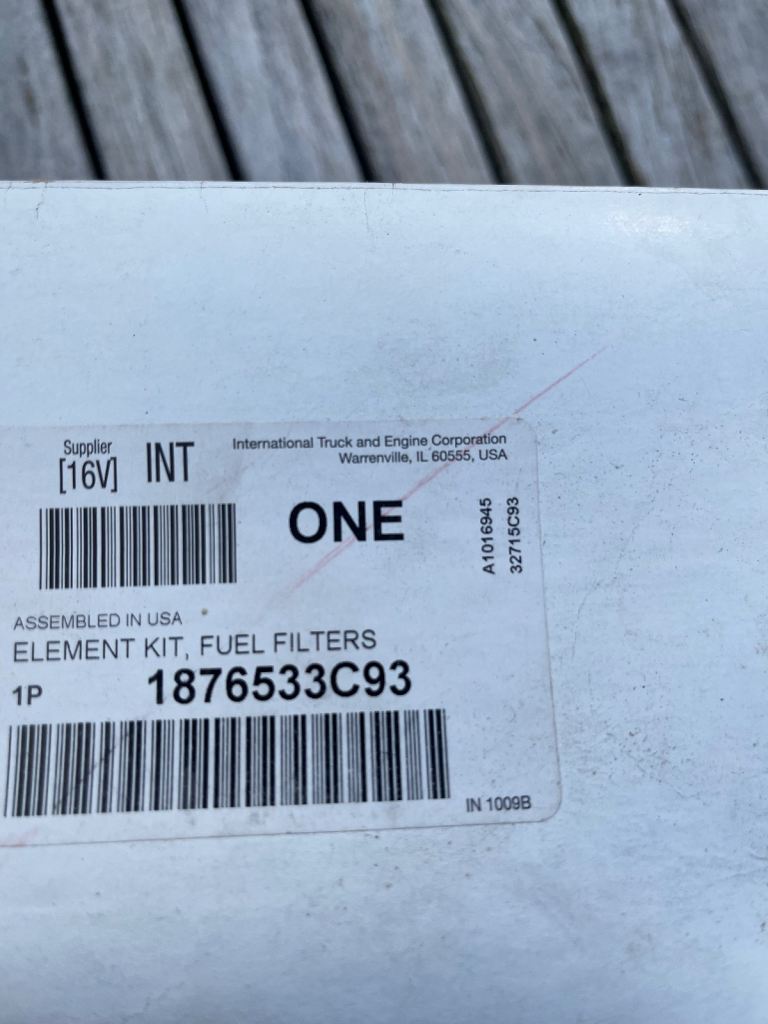 Supplier
[16V] INT
International Truck and Engine Corporation
Warrenville, IL 60555, USA
ONE
A1016945
32715C93
ASSEMBLED IN USA
ELEMENT KIT, FUEL FILTERS
1P 1876533C93
IN 1009B